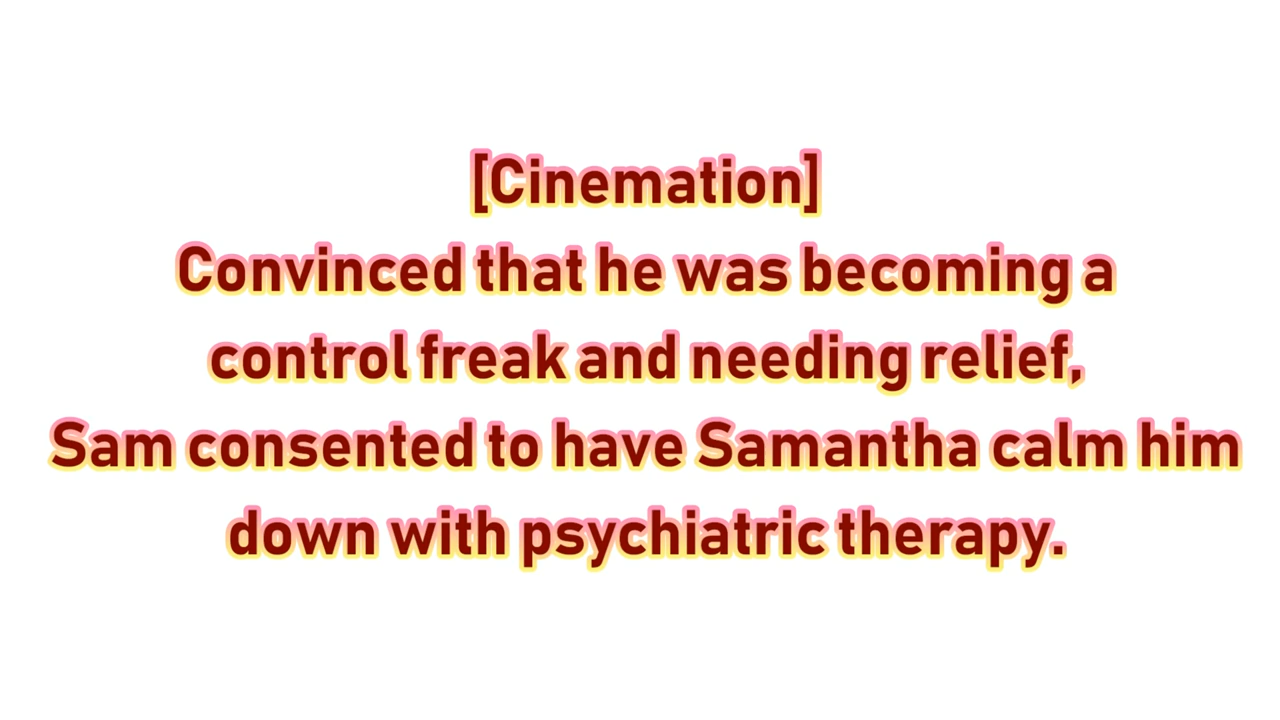 [Cinemation]
Convinced that he was becoming a
control freak and needing relief,
Sam consented to have Samantha calm him
down with psychiatric therapy.